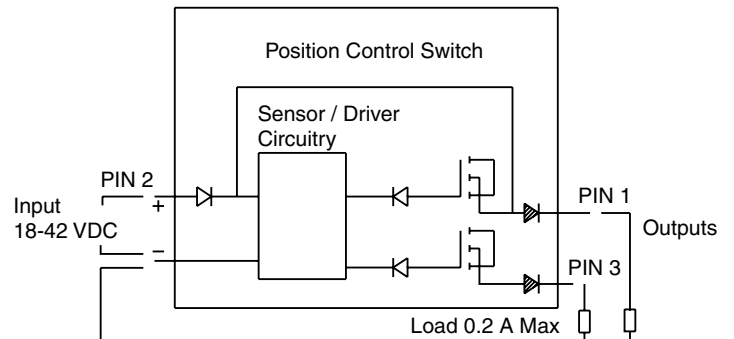 Position Control Switch
Sensor / Driver
Circuitry
PIN 2
+
Input
18-42 VDC
−
PIN 1
Outputs
PIN 3
Load 0.2 A Max